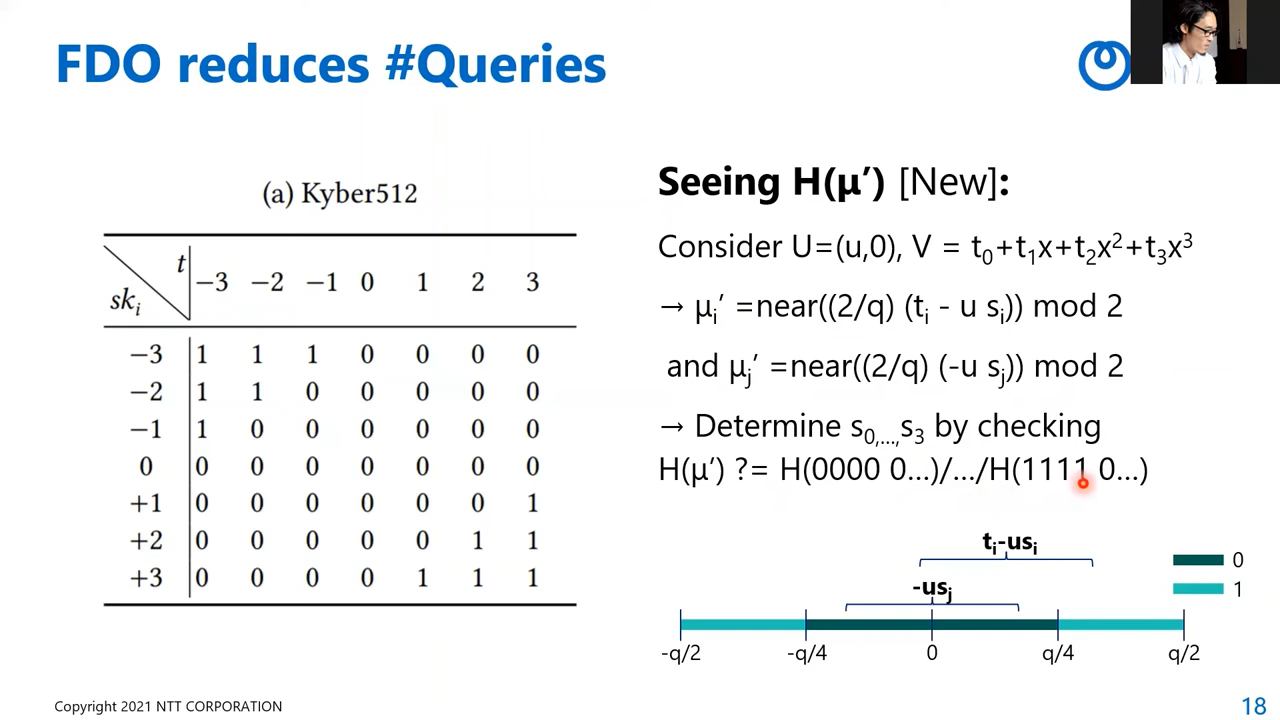 FDO reduces #Queries
(a) Kyber512
t
sk_i
−3 −2 −1 0 1 2 3
−3 1 1 1 0 0 0 0
−2 1 1 0 0 0 0 0
−1 1 0 0 0 0 0 0
0 0 0 0 0 0 0 0
+1 0 0 0 0 0 0 1
+2 0 0 0 0 0 1 1
+3 0 0 0 0 1 1 1
Seeing H(μ’) [New]:
Consider U=(u,0), V = t₀+t₁x+t₂x²+t₃x³
→ μᵢ’ =near((2/q) (tᵢ - u sᵢ)) mod 2
and μⱼ’ =near((2/q) (-u sⱼ)) mod 2
→ Determine s₀,...,s₃ by checking
H(μ’) ?= H(0000 0...)/.../H(1111 0...)
tᵢ-usᵢ
-usⱼ
0
1
-q/2 -q/4 0 q/4 q/2
Copyright 2021 NTT CORPORATION
18